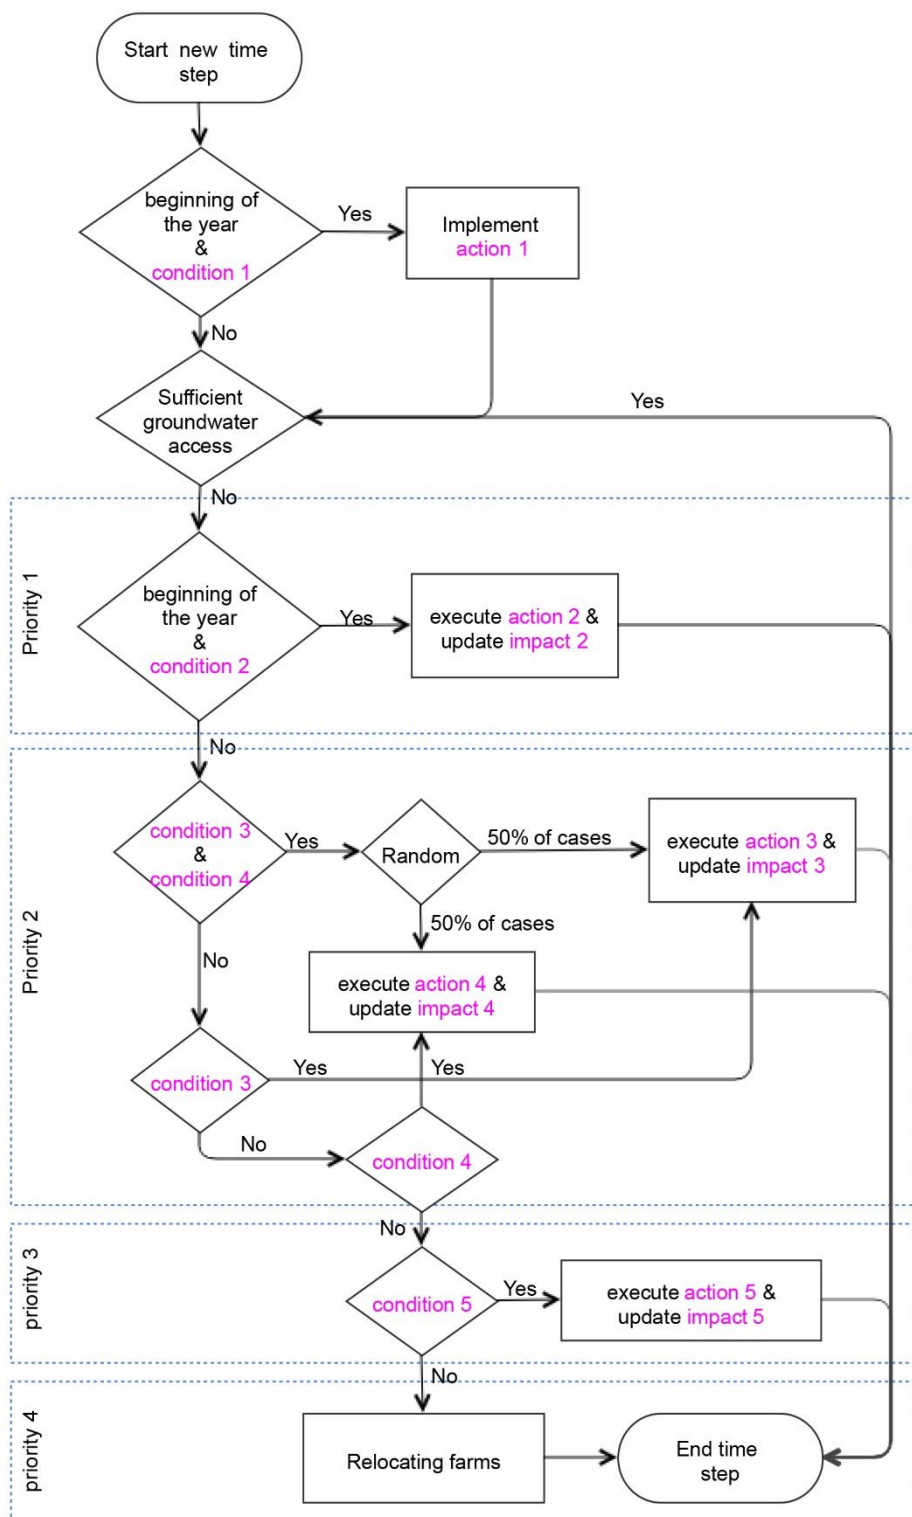 Start new time
step
beginning of
the year
&
condition 1
Yes
Implement
action 1
No
Sufficient
groundwater
access
Yes
No
Priority 1
beginning of
the year
&
condition 2
Yes
execute action 2 &
update impact 2
No
Priority 2
condition 3
&
condition 4
Yes
Random
50% of cases
execute action 3 &
update impact 3
50% of cases
No
execute action 4 &
update impact 4
condition 3
Yes
Yes
No
condition 4
No
priority 3
condition 5
Yes
execute action 5 &
update impact 5
No
priority 4
Relocating farms
End time
step